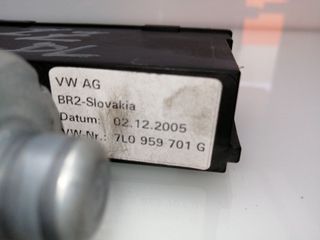 VW AG
BR2-Slovakia
Datum: 02.12.2005
VW-Nr.: 7L0 959 701 G